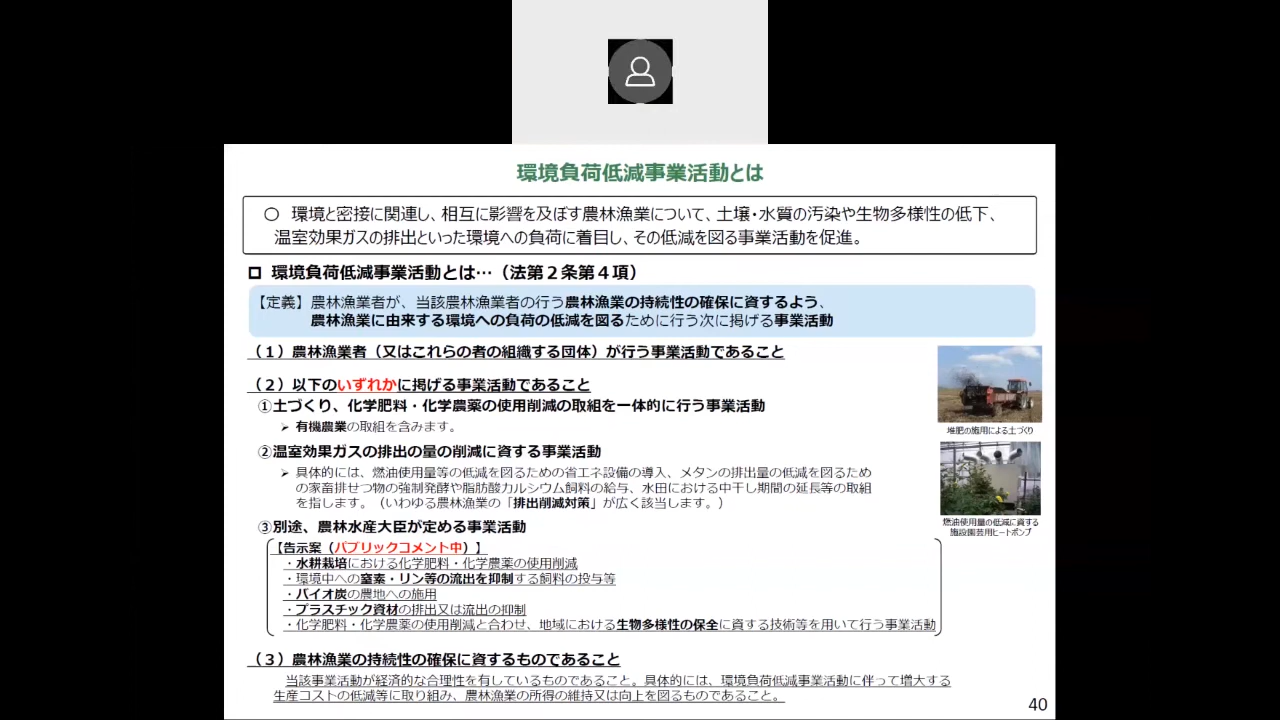 環境負荷低減事業活動とは
○ 環境と密接に関連し、相互に影響を及ぼす農林漁業について、土壌・水質の汚染や生物多様性の低下、
温室効果ガスの排出といった環境への負荷に着目し、その低減を図る事業活動を促進。
環境負荷低減事業活動とは…（法第２条第４項）
【定義】農林漁業者が、当該農林漁業者の行う農林漁業の持続性の確保に資するよう、
農林漁業に由来する環境への負荷の低減を図るために行う次に掲げる事業活動
（１）農林漁業者（又はこれらの者の組織する団体）が行う事業活動であること
（２）以下のいずれかに掲げる事業活動であること
①土づくり、化学肥料・化学農薬の使用削減の取組を一体的に行う事業活動
➢ 有機農業の取組を含みます。
②温室効果ガスの排出の量の削減に資する事業活動
➢ 具体的には、燃油使用量等の低減を図るための省エネ設備の導入、メタンの排出量の低減を図るため
の家畜排せつ物の強制発酵や脂肪酸カルシウム飼料の給与、水田における中干し期間の延長等の取組
を指します。（いわゆる農林漁業の「排出削減対策」が広く該当します。）
③別途、農林水産大臣が定める事業活動
【告示案（パブリックコメント中）】
・水耕栽培における化学肥料・化学農薬の使用削減
・環境中への窒素・リン等の流出を抑制する飼料の投与等
・バイオ炭の農地への施用
・プラスチック資材の排出又は流出の抑制
・化学肥料・化学農薬の使用削減と合わせ、地域における生物多様性の保全に資する技術等を用いて行う事業活動
（３）農林漁業の持続性の確保に資するものであること
当該事業活動が経済的な合理性を有しているものであること。具体的には、環境負荷低減事業活動に伴って増大する
生産コストの低減等に取り組み、農林漁業の所得の維持又は向上を図るものであること。
堆肥の施用による土づくり
燃油使用量の低減に資する
施設園芸用ヒートポンプ
40